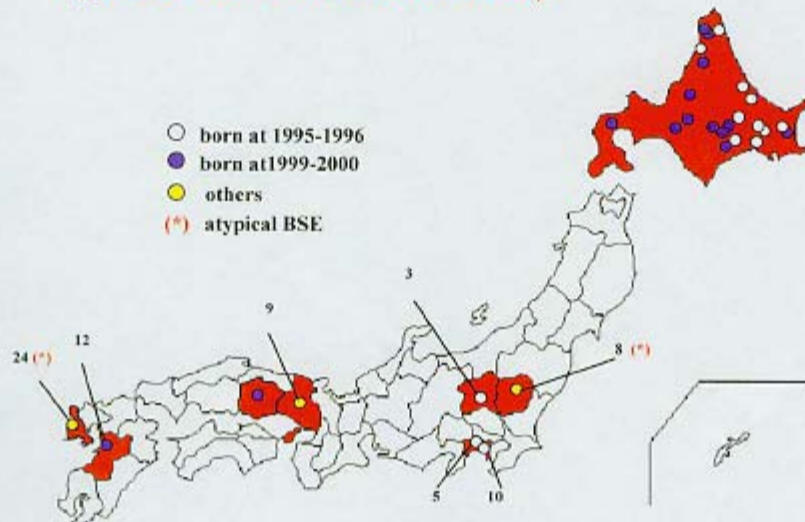 born at 1995-1996
born at1999-2000
others
(*) atypical BSE
3
9
12
24 (*)
8 (*)
5
10